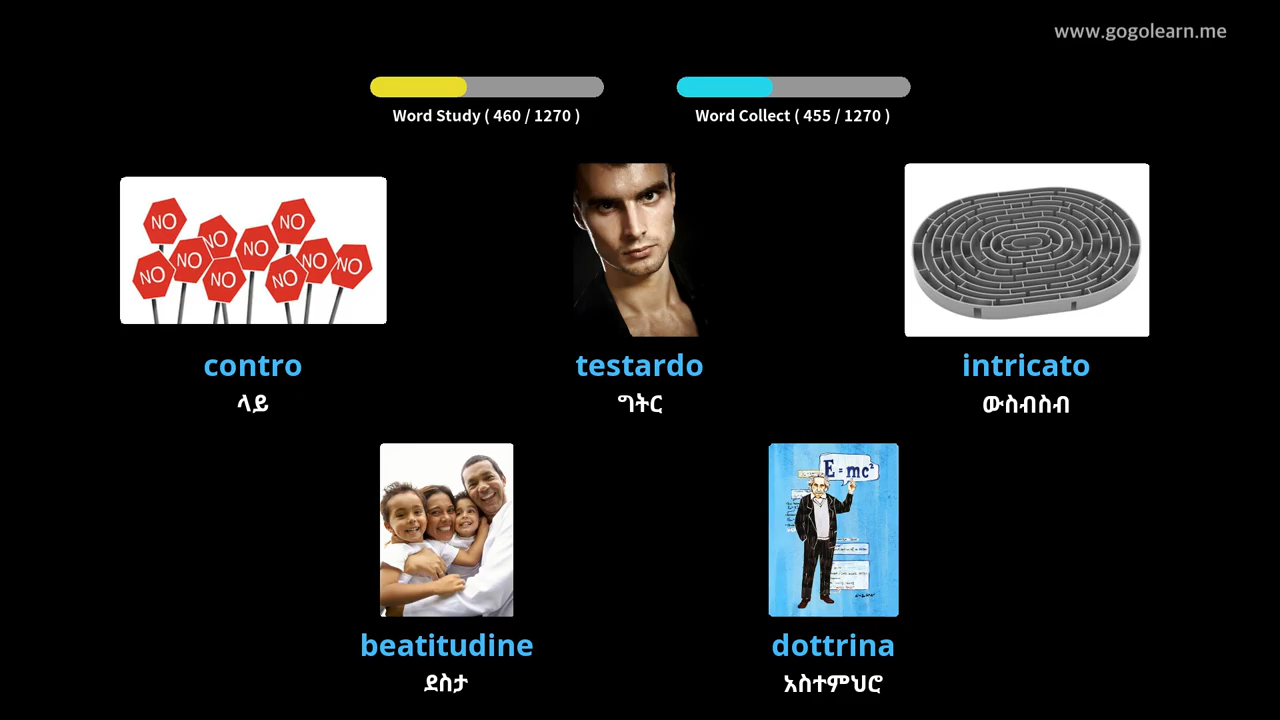 www.gogolearn.me
Word Study ( 460 / 1270 )
Word Collect ( 455 / 1270 )
NO
NO
NO
NO
NO
NO
NO
NO
NO
NO
contro
ላይ
testardo
ግትር
intricato
ውስብስብ
E=mc²
beatitudine
ደስታ
dottrina
አስተምህሮ